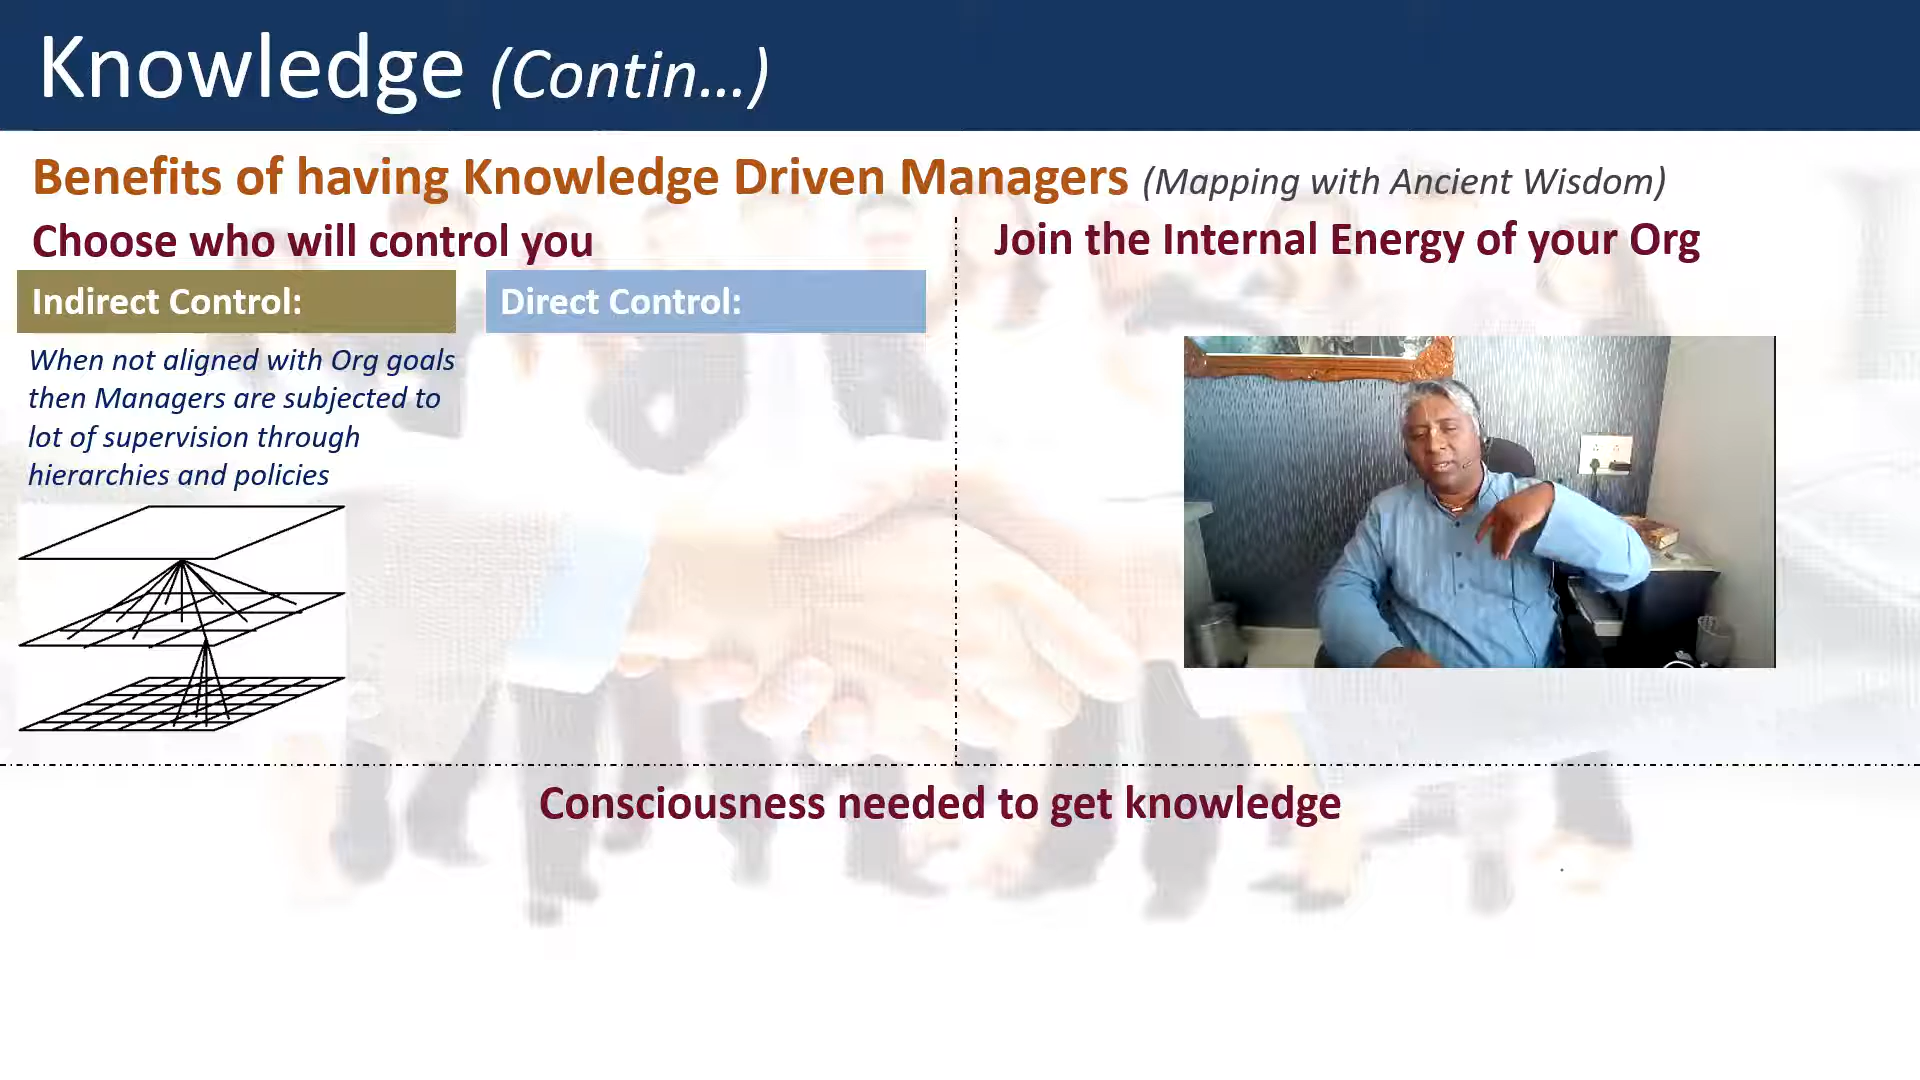 Knowledge (Contin...)
Benefits of having Knowledge Driven Managers (Mapping with Ancient Wisdom)
Choose who will control you
Indirect Control:
Direct Control:
When not aligned with Org goals
then Managers are subjected to
lot of supervision through
hierarchies and policies
Join the Internal Energy of your Org
Consciousness needed to get knowledge